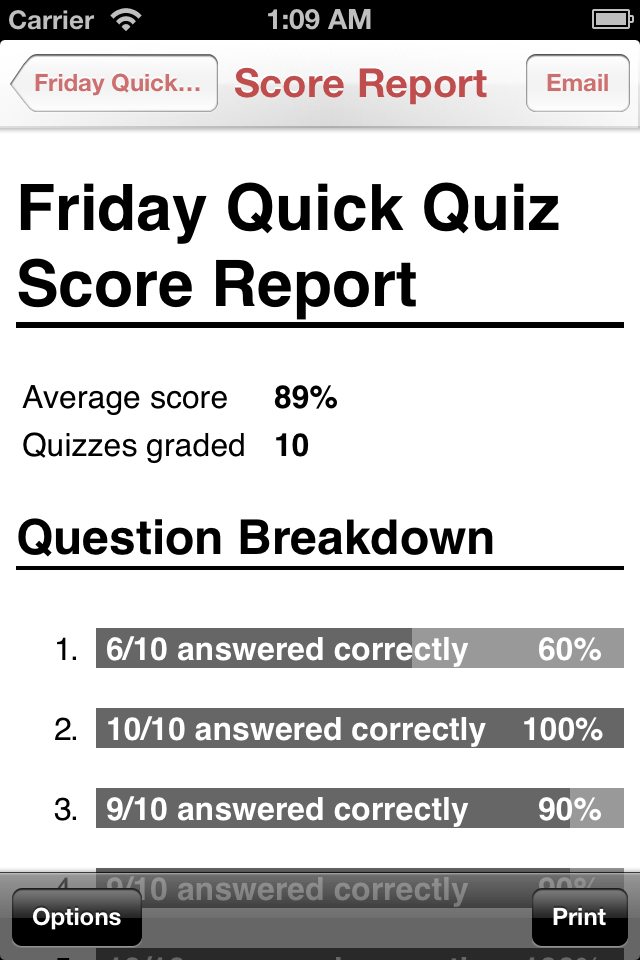 Carrier 1:09 AM
Friday Quick... Score Report Email
Friday Quick Quiz
Score Report
Average score 89%
Quizzes graded 10
Question Breakdown
1. 6/10 answered correctly 60%
2. 10/10 answered correctly 100%
3. 9/10 answered correctly 90%
4. 9/10 answered correctly 90%
Options Print